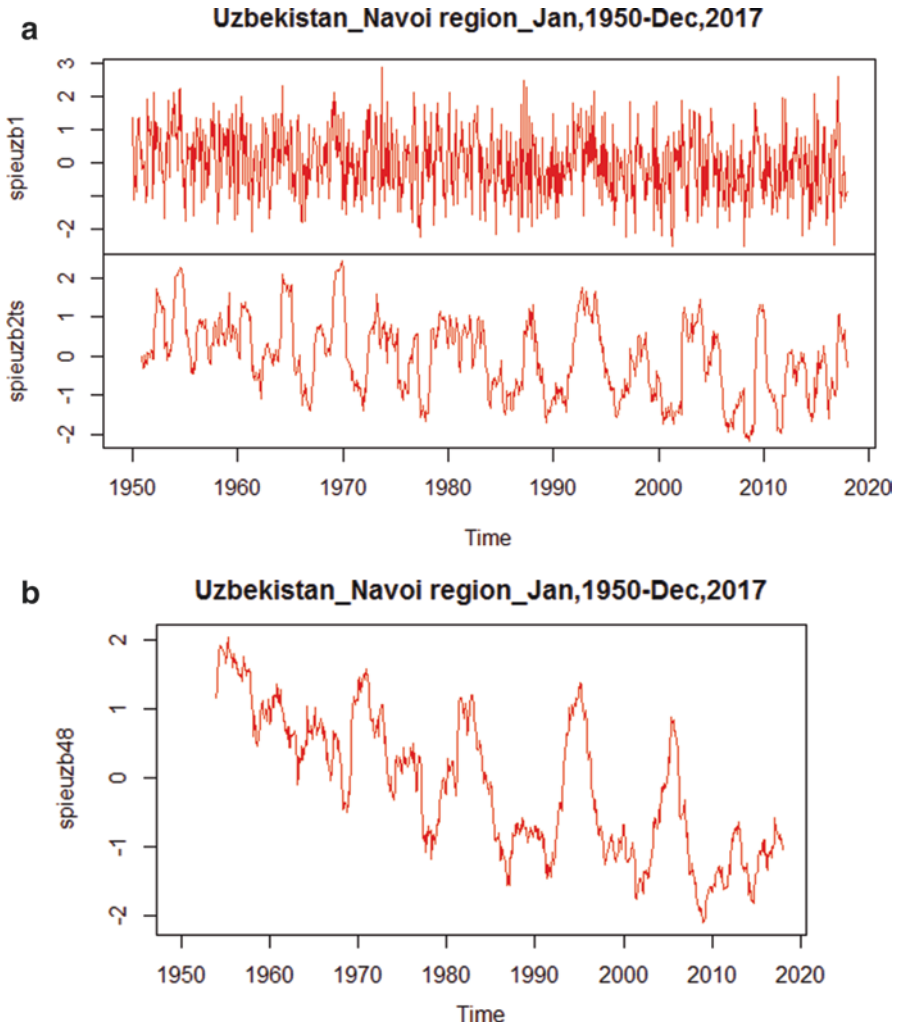 a
Uzbekistan_Navoi region_Jan,1950-Dec,2017
spieuzb1
3
2
1
0
-2
spieuzb2ts
2
1
0
-1
-2
1950 1960 1970 1980 1990 2000 2010 2020
Time
b
Uzbekistan_Navoi region_Jan,1950-Dec,2017
spieuzb48
2
1
0
-1
-2
1950 1960 1970 1980 1990 2000 2010 2020
Time